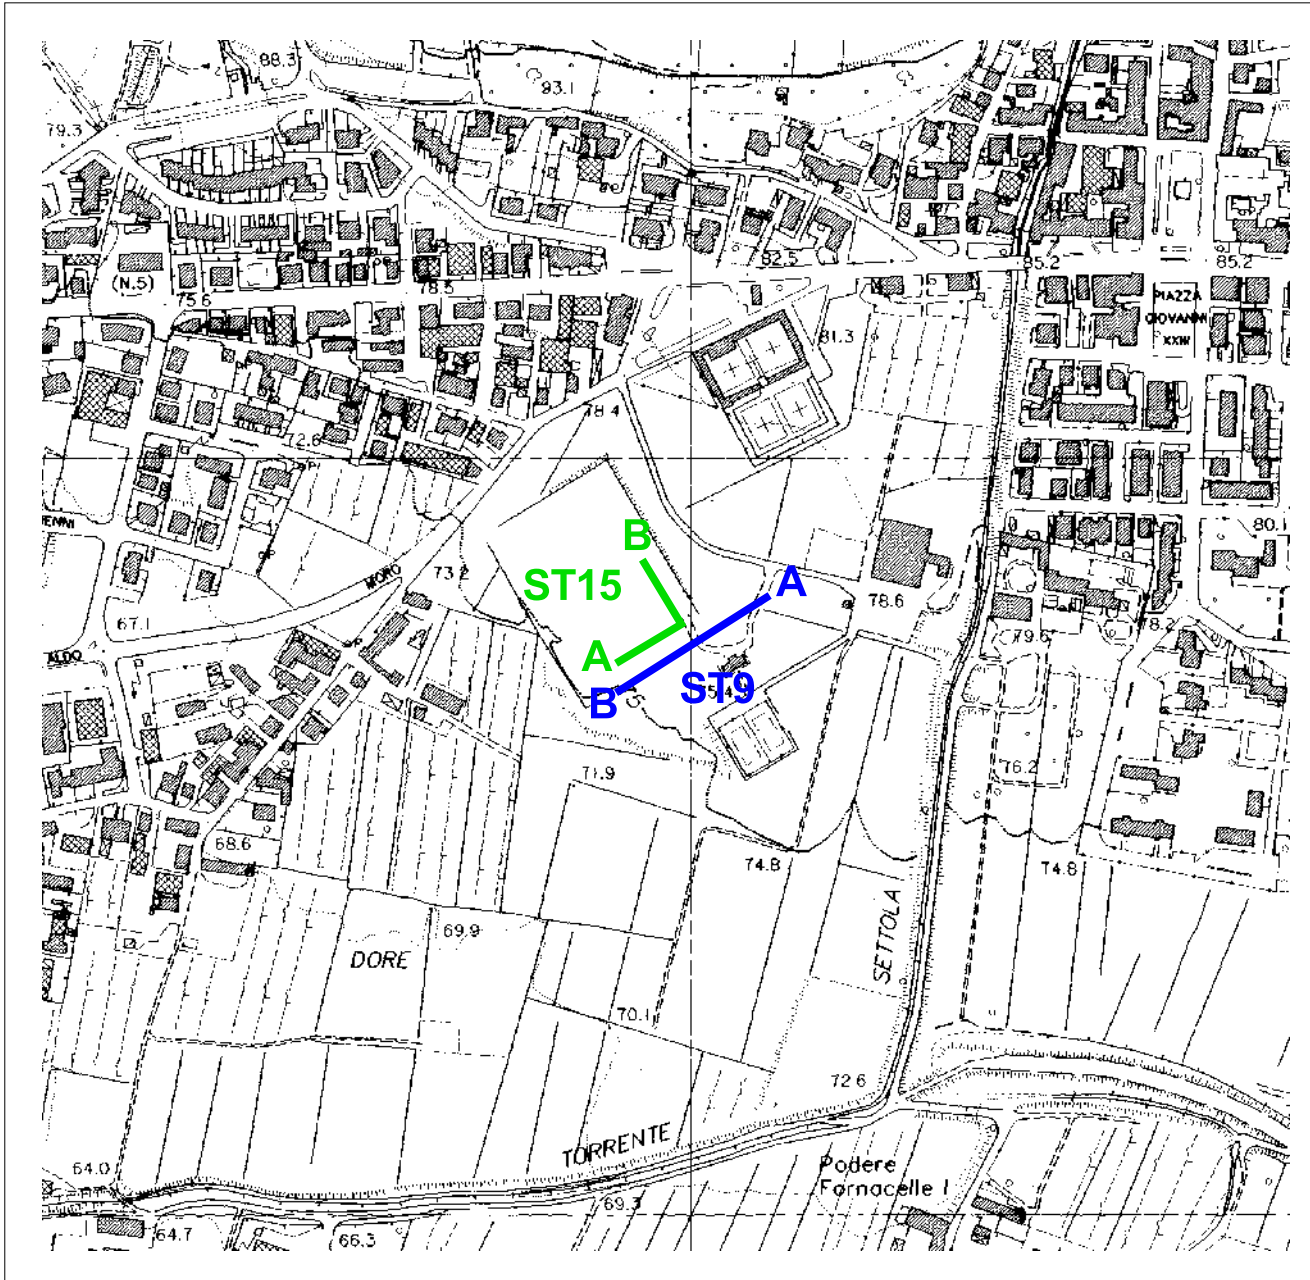 88.3
93.1
79.3
82.5
85.2
85.2
(N.5)
75.6
78.5
PIAZZA
GIOVANNI
XXIII
81.3
78.4
72.6
80.1
B
ST15
73.2
MORO
A
78.6
67.1
79.6
78.2
ALDO
A
B
ST9
76.2
71.9
68.6
74.8
74.8
69.9
DORE
SETTOLA
70.1
72.6
TORRENTE
64.0
Podere
Fornacelle I
69.3
64.7
66.3